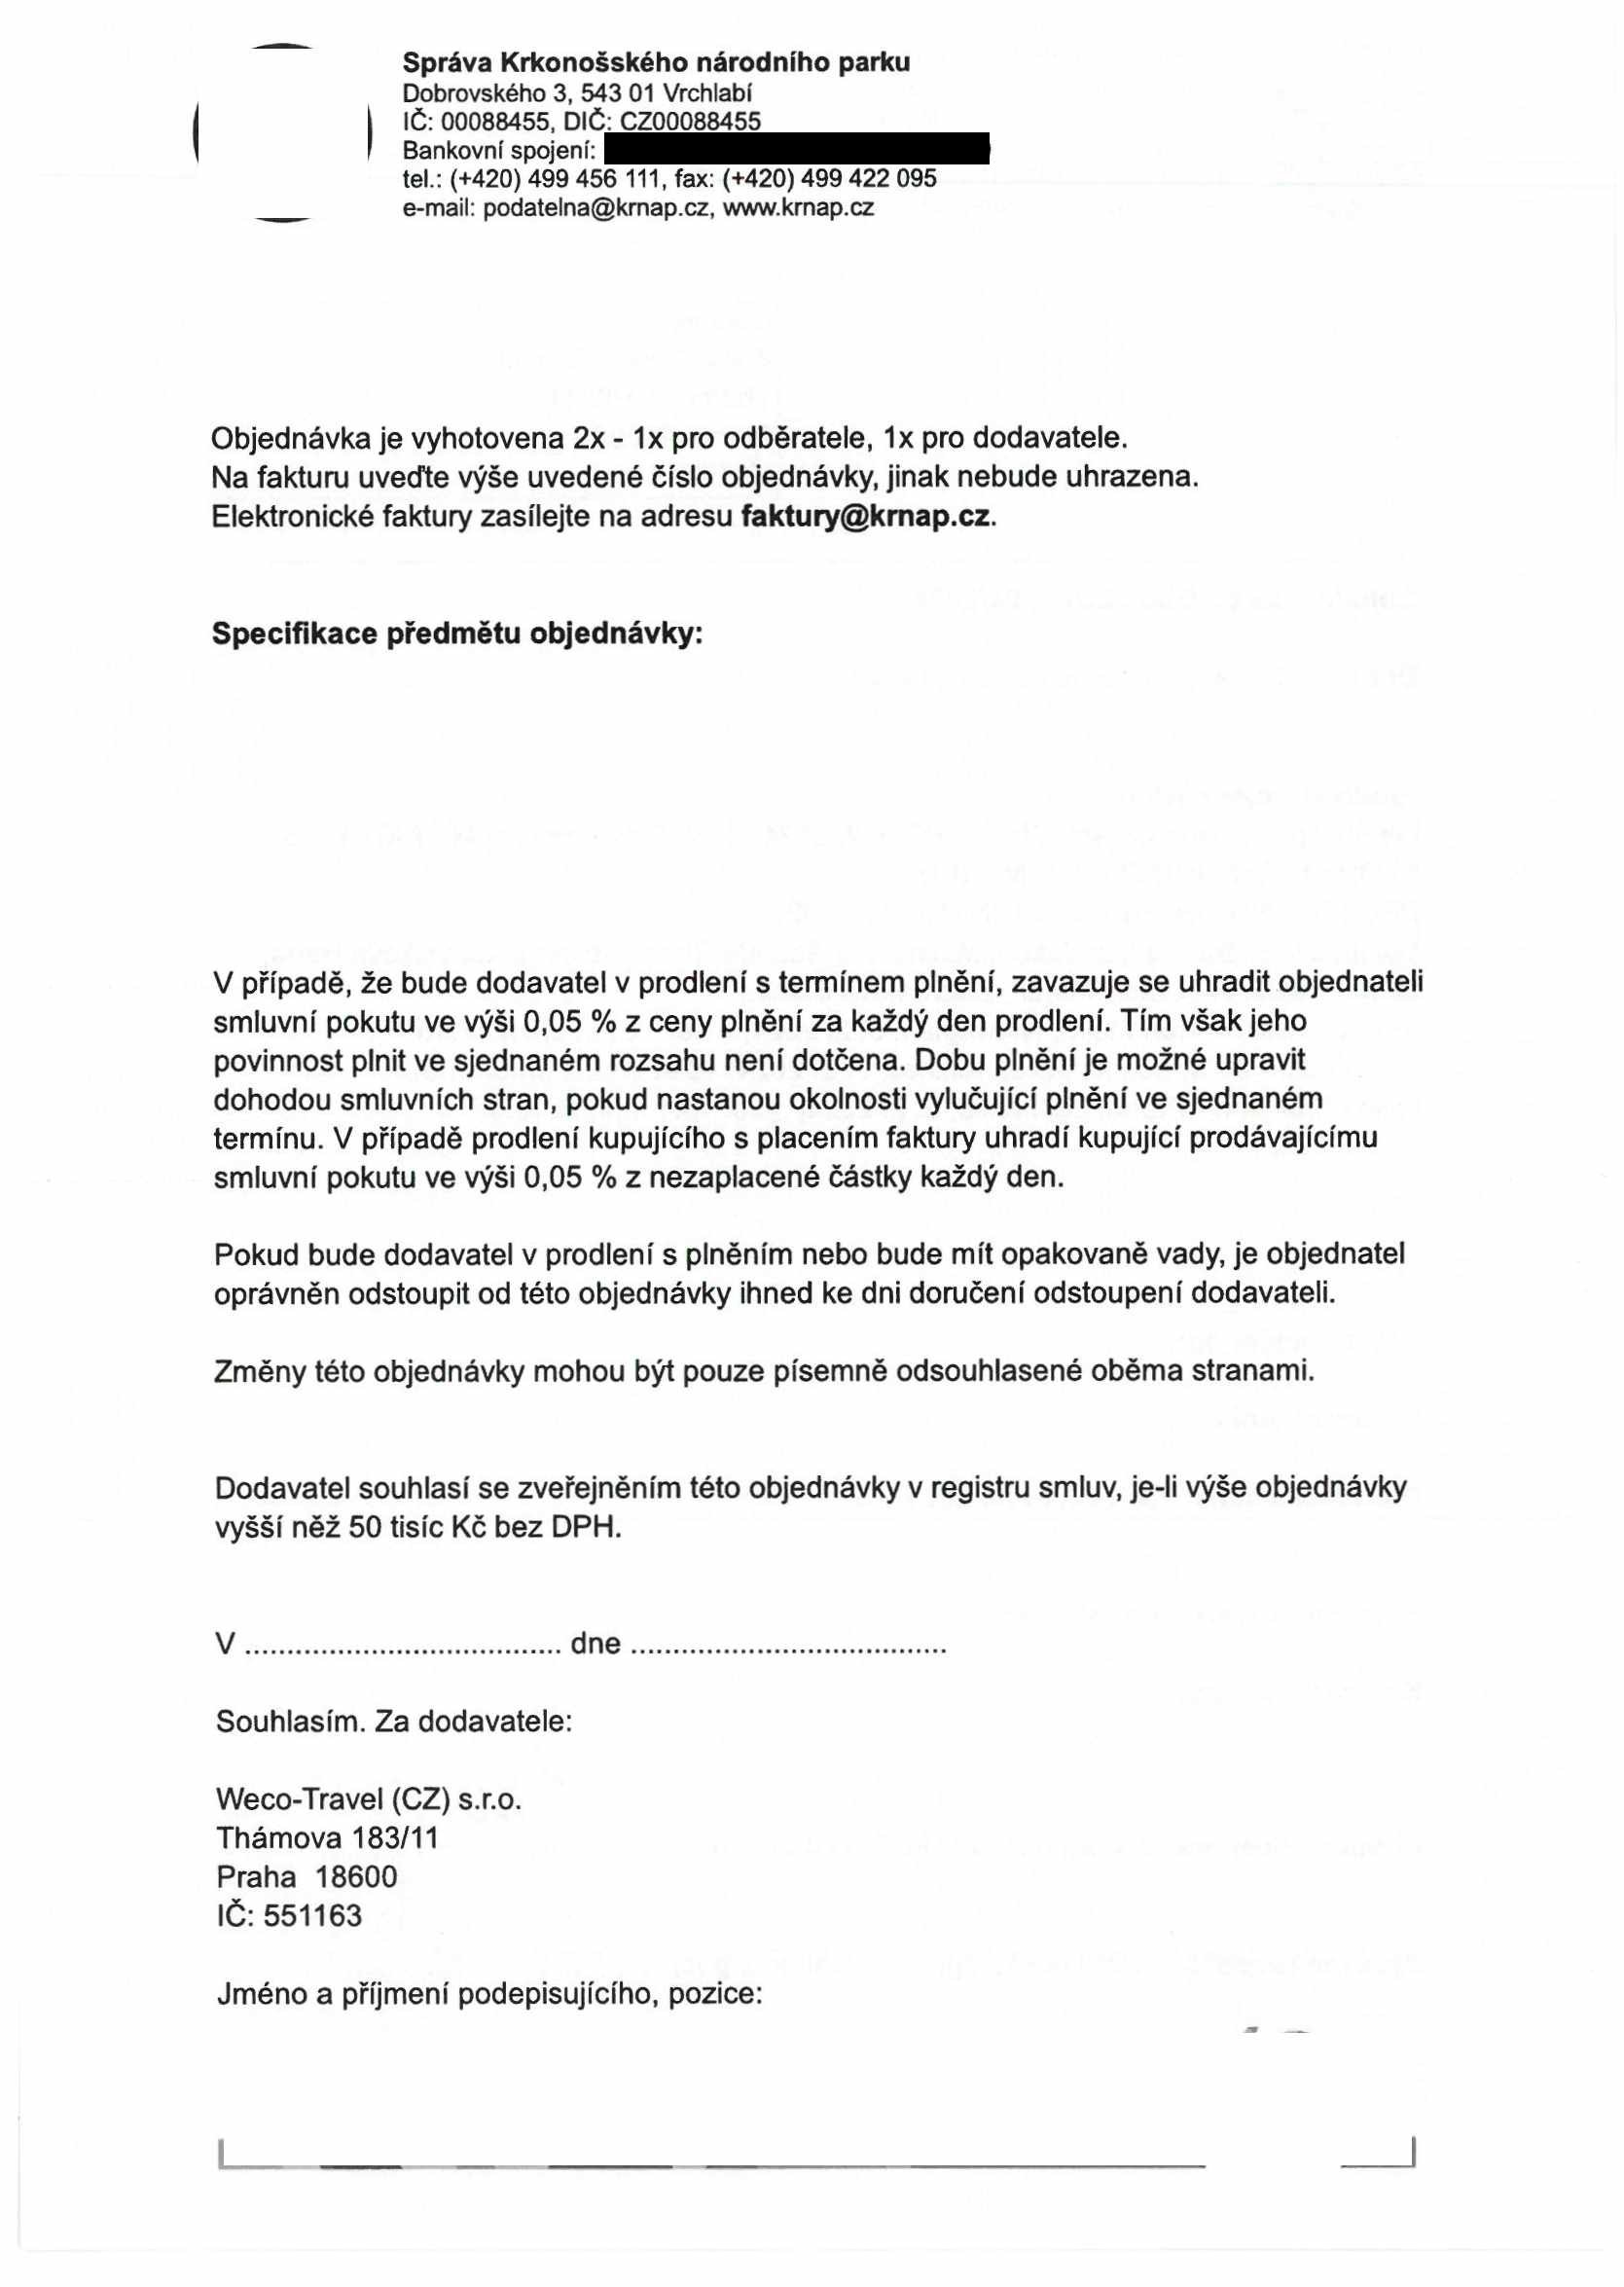 Správa Krkonošského národního parku
Dobrovského 3, 543 01 Vrchlabí
IČ: 00088455, DIČ: CZ00088455
Bankovní spojení:
tel.: (+420) 499 456 111, fax: (+420) 499 422 095
e-mail: podatelna@krnap.cz, www.krnap.cz
Objednávka je vyhotovena 2x - 1x pro odběratele, 1x pro dodavatele.
Na fakturu uveďte výše uvedené číslo objednávky, jinak nebude uhrazena.
Elektronické faktury zasílejte na adresu faktury@krnap.cz.
Specifikace předmětu objednávky:
V případě, že bude dodavatel v prodlení s termínem plnění, zavazuje se uhradit objednateli
smluvní pokutu ve výši 0,05 % z ceny plnění za každý den prodlení. Tím však jeho
povinnost plnit ve sjednaném rozsahu není dotčena. Dobu plnění je možné upravit
dohodou smluvních stran, pokud nastanou okolnosti vylučující plnění ve sjednaném
termínu. V případě prodlení kupujícího s placením faktury uhradí kupující prodávajícímu
smluvní pokutu ve výši 0,05 % z nezaplacené částky každý den.
Pokud bude dodavatel v prodlení s plněním nebo bude mít opakovaně vady, je objednatel
oprávněn odstoupit od této objednávky ihned ke dni doručení odstoupení dodavateli.
Změny této objednávky mohou být pouze písemně odsouhlasené oběma stranami.
Dodavatel souhlasí se zveřejněním této objednávky v registru smluv, je-li výše objednávky
vyšší něž 50 tisíc Kč bez DPH.
V ...................................... dne ......................................
Souhlasím. Za dodavatele:
Weco-Travel (CZ) s.r.o.
Thámova 183/11
Praha  18600
IČ: 551163
Jméno a příjmení podepisujícího, pozice: